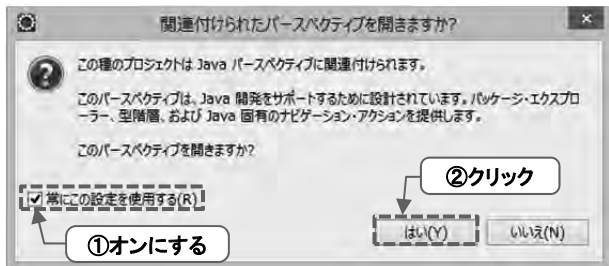 関連付けられたパースペクティブを開きますか?
この種のプロジェクトは Java パースペクティブに関連付けられます。
このパースペクティブは、Java 開発をサポートするために設計されています。パッケージ・エクスプロ
ーラー、型階層、および Java 固有のナビゲーション・アクションを提供します。
このパースペクティブを開きますか?
②クリック
常にこの設定を使用する(R)
はい(Y)
いいえ(N)
①オンにする